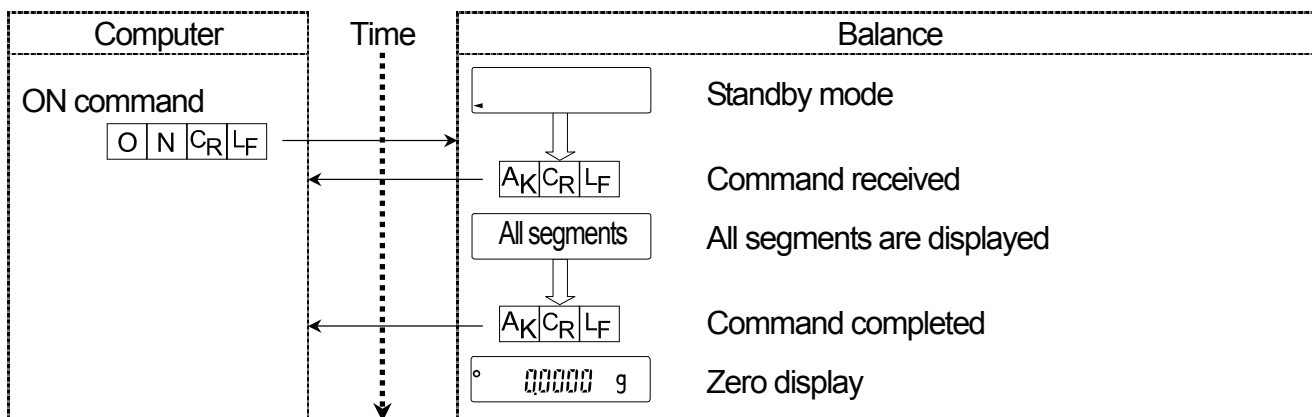 Computer Time Balance
Standby mode
ON command
O N CR LF
AK CR LF Command received
All segments All segments are displayed
AK CR LF Command completed
0.0000 g Zero display